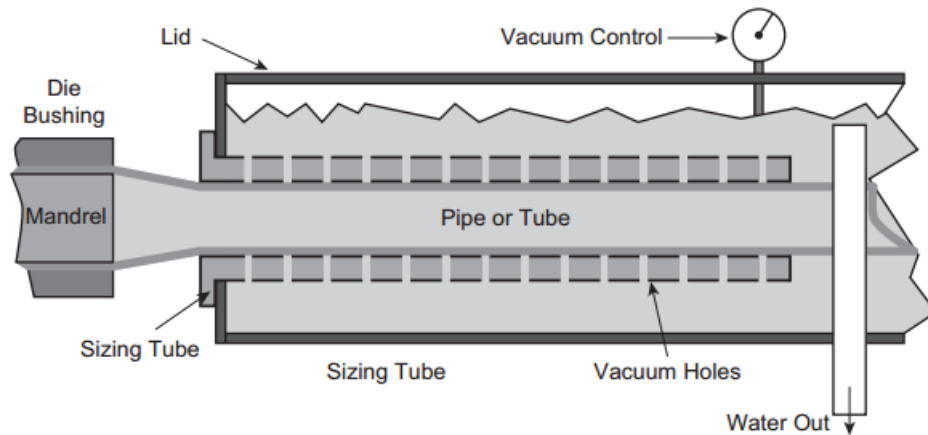 Lid
Vacuum Control
Die
Bushing
Mandrel
Pipe or Tube
Sizing Tube
Sizing Tube
Vacuum Holes
Water Out